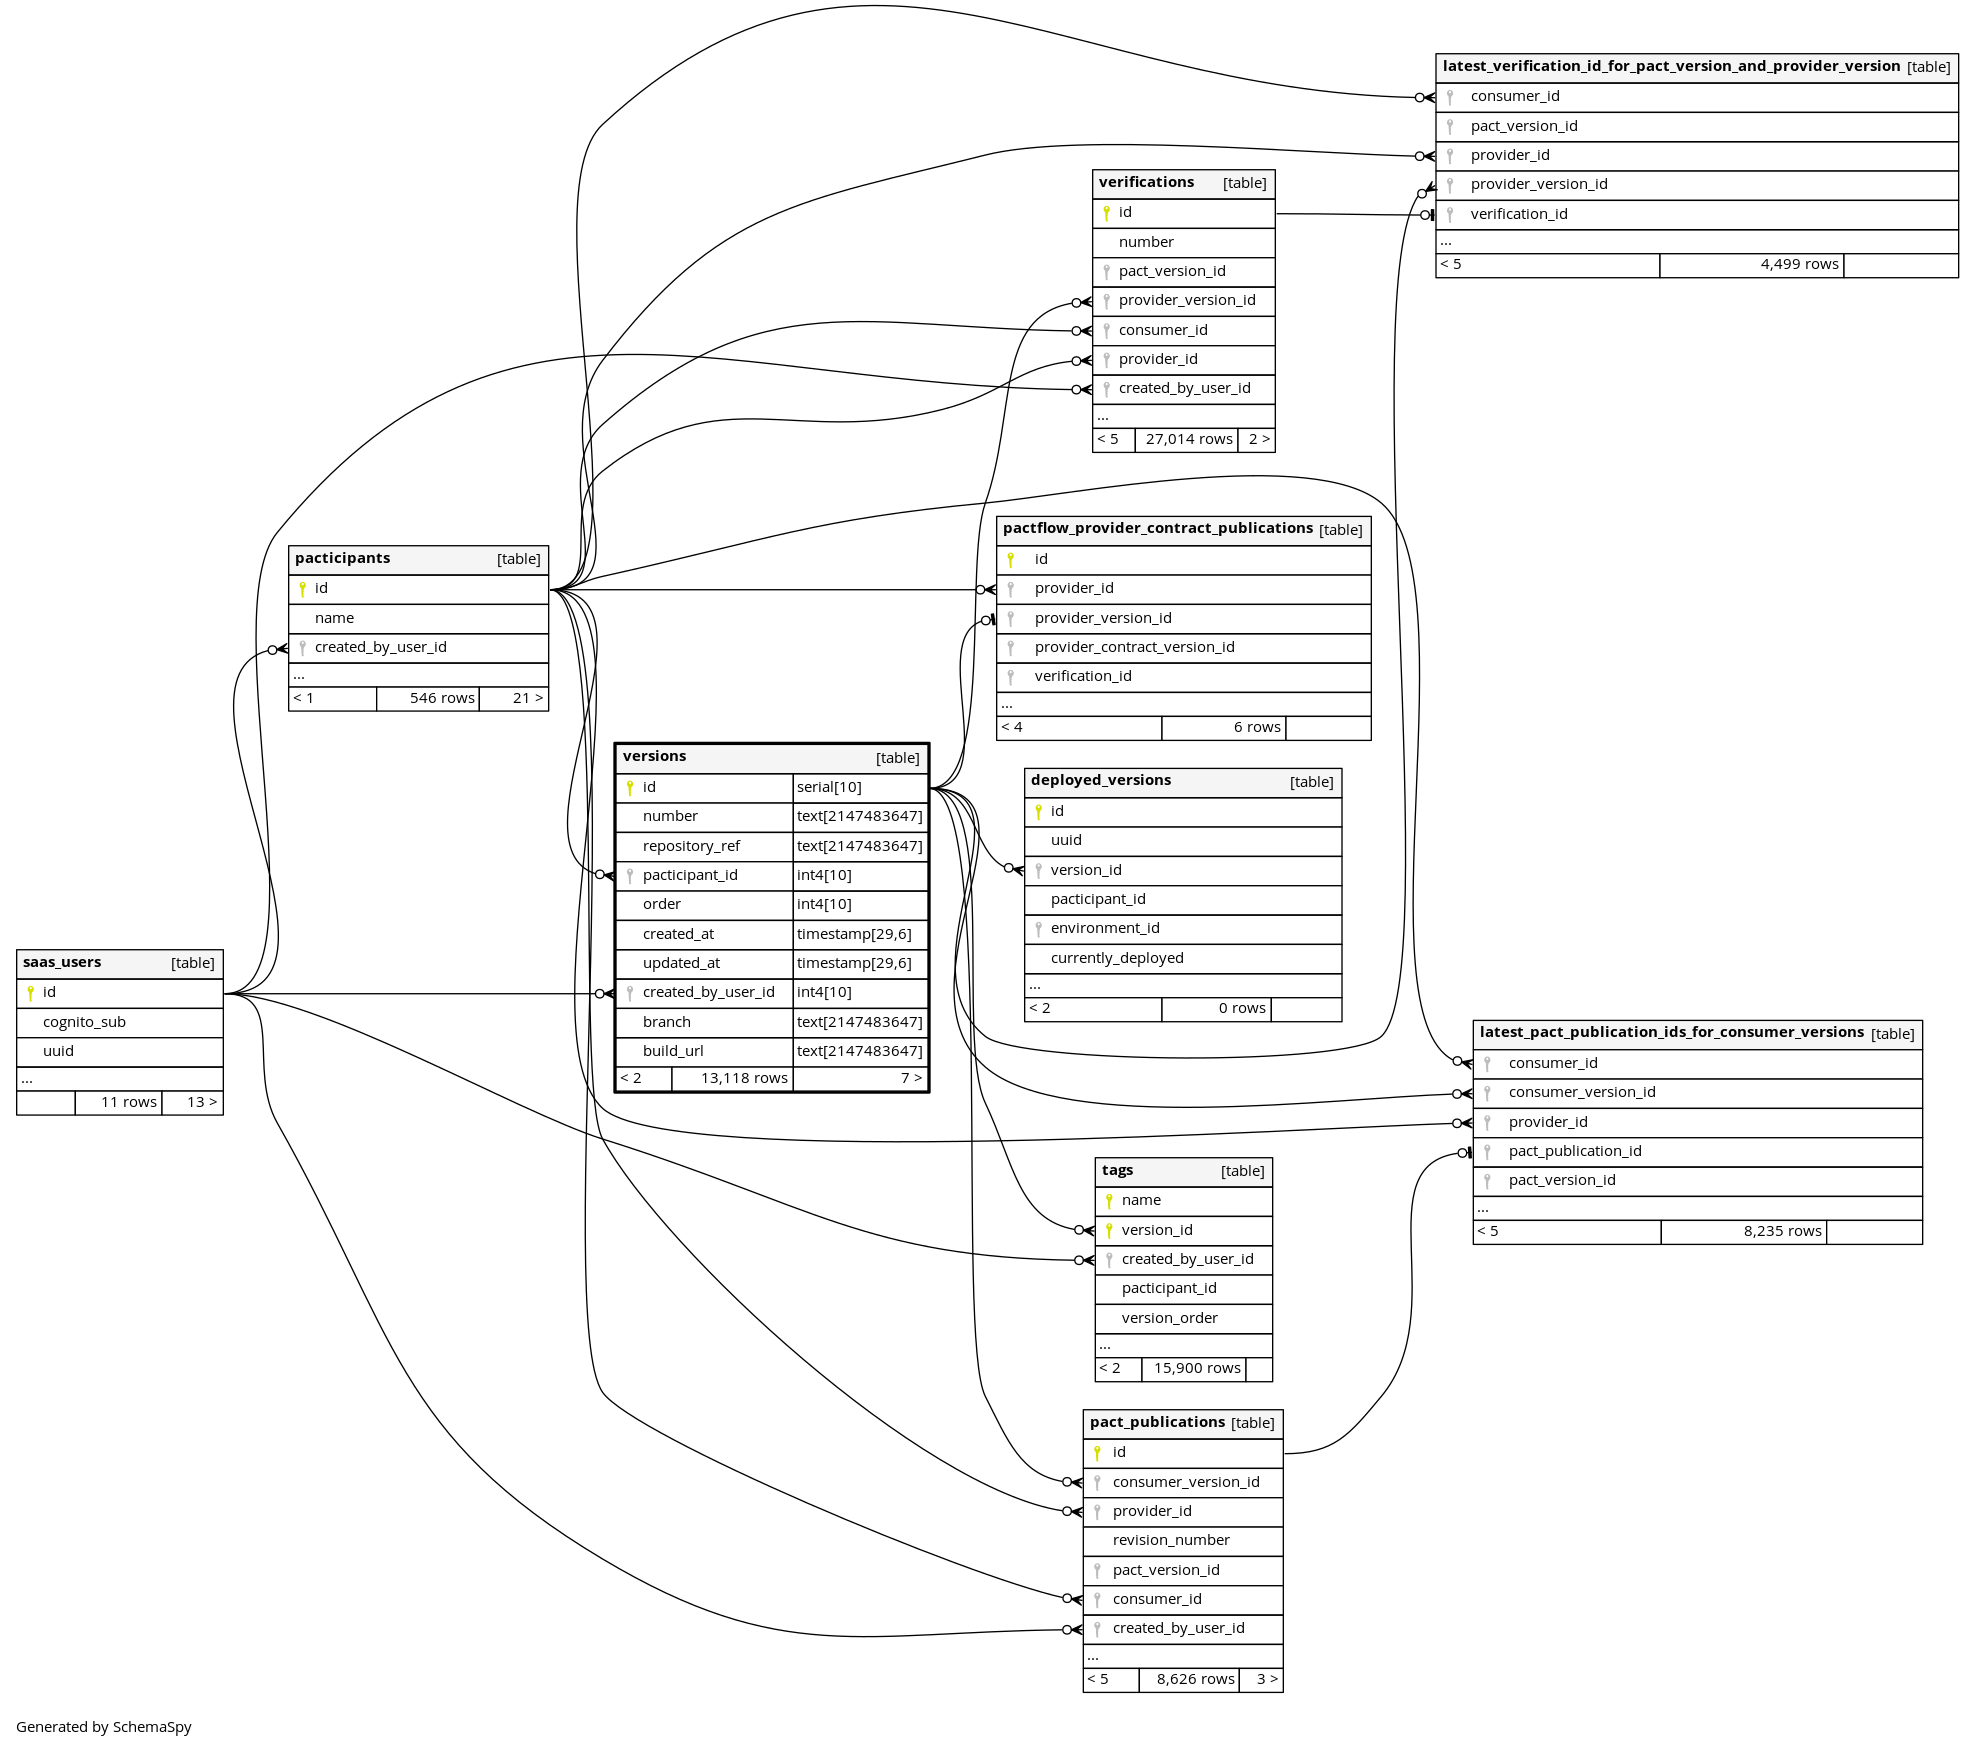 latest_verification_id_for_pact_version_and_provider_version [table]
consumer_id
pact_version_id
provider_id
provider_version_id
verification_id
...
< 5 4,499 rows
verifications [table]
id
number
pact_version_id
provider_version_id
consumer_id
provider_id
created_by_user_id
...
< 5 27,014 rows 2 >
pacticipants [table]
id
name
created_by_user_id
...
< 1 546 rows 21 >
pactflow_provider_contract_publications [table]
id
provider_id
provider_version_id
provider_contract_version_id
verification_id
...
< 4 6 rows
versions [table]
id serial[10]
number text[2147483647]
repository_ref text[2147483647]
pacticipant_id int4[10]
order int4[10]
created_at timestamp[29,6]
updated_at timestamp[29,6]
created_by_user_id int4[10]
branch text[2147483647]
build_url text[2147483647]
< 2 13,118 rows 7 >
deployed_versions [table]
id
uuid
version_id
pacticipant_id
environment_id
currently_deployed
...
< 2 0 rows
saas_users [table]
id
cognito_sub
uuid
...
11 rows 13 >
latest_pact_publication_ids_for_consumer_versions [table]
consumer_id
consumer_version_id
provider_id
pact_publication_id
pact_version_id
...
< 5 8,235 rows
tags [table]
name
version_id
created_by_user_id
pacticipant_id
version_order
...
< 2 15,900 rows
pact_publications [table]
id
consumer_version_id
provider_id
revision_number
pact_version_id
consumer_id
created_by_user_id
...
< 5 8,626 rows 3 >
Generated by SchemaSpy